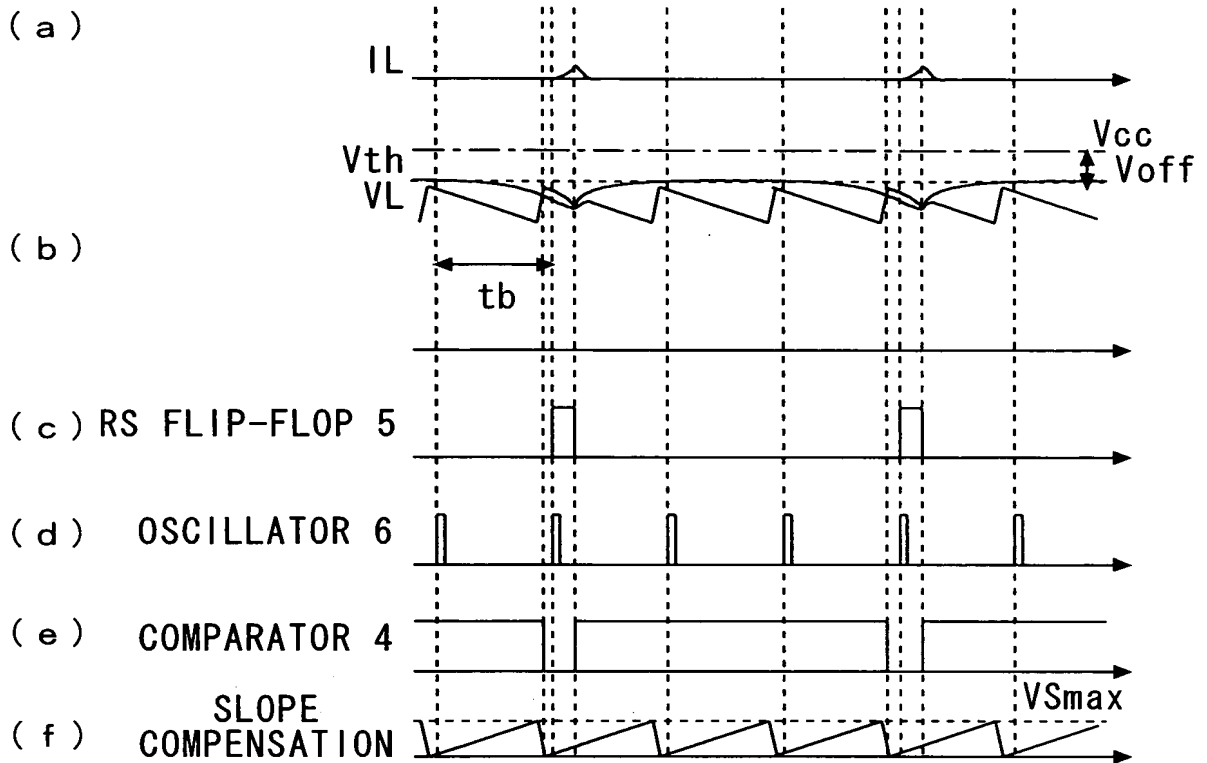 (a)
IL
Vcc
Vth
Voff
VL
(b)
tb
(c) RS FLIP-FLOP 5
(d) OSCILLATOR 6
(e) COMPARATOR 4
VSmax
(f) SLOPE
COMPENSATION